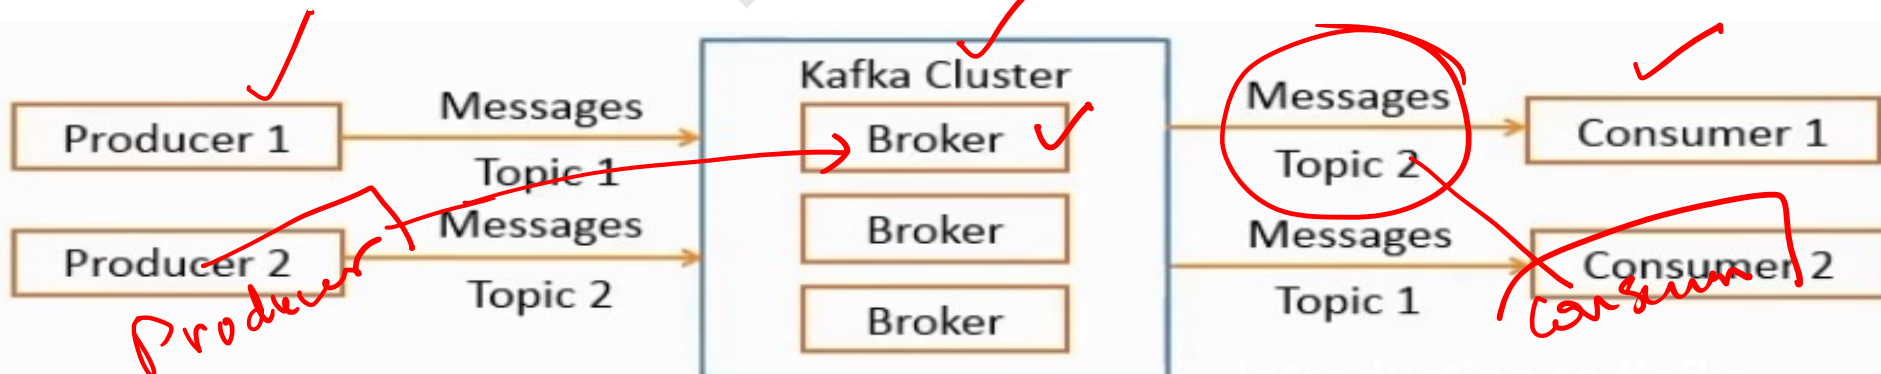 Kafka Cluster
Producer 1
Messages
Topic 1
Broker
Messages
Topic 2
Consumer 1
Producer 2
Messages
Topic 2
Broker
Messages
Topic 1
Consumer 2
Broker
Producer
Consum